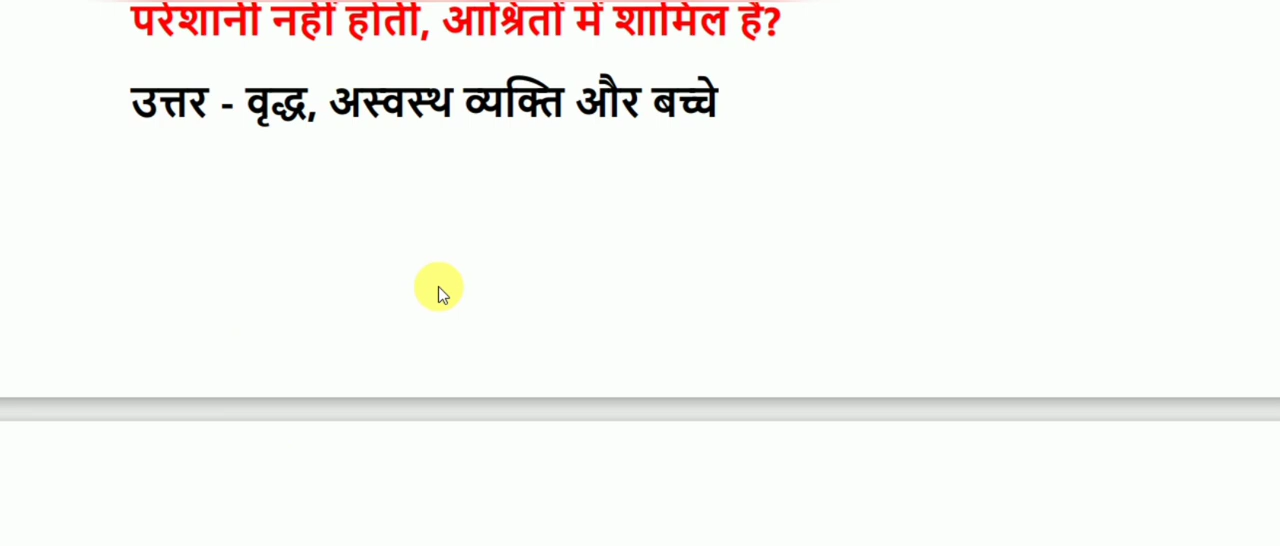 परेशानी नहीं होती, आश्रितों में शामिल हैं?
उत्तर - वृद्ध, अस्वस्थ व्यक्ति और बच्चे